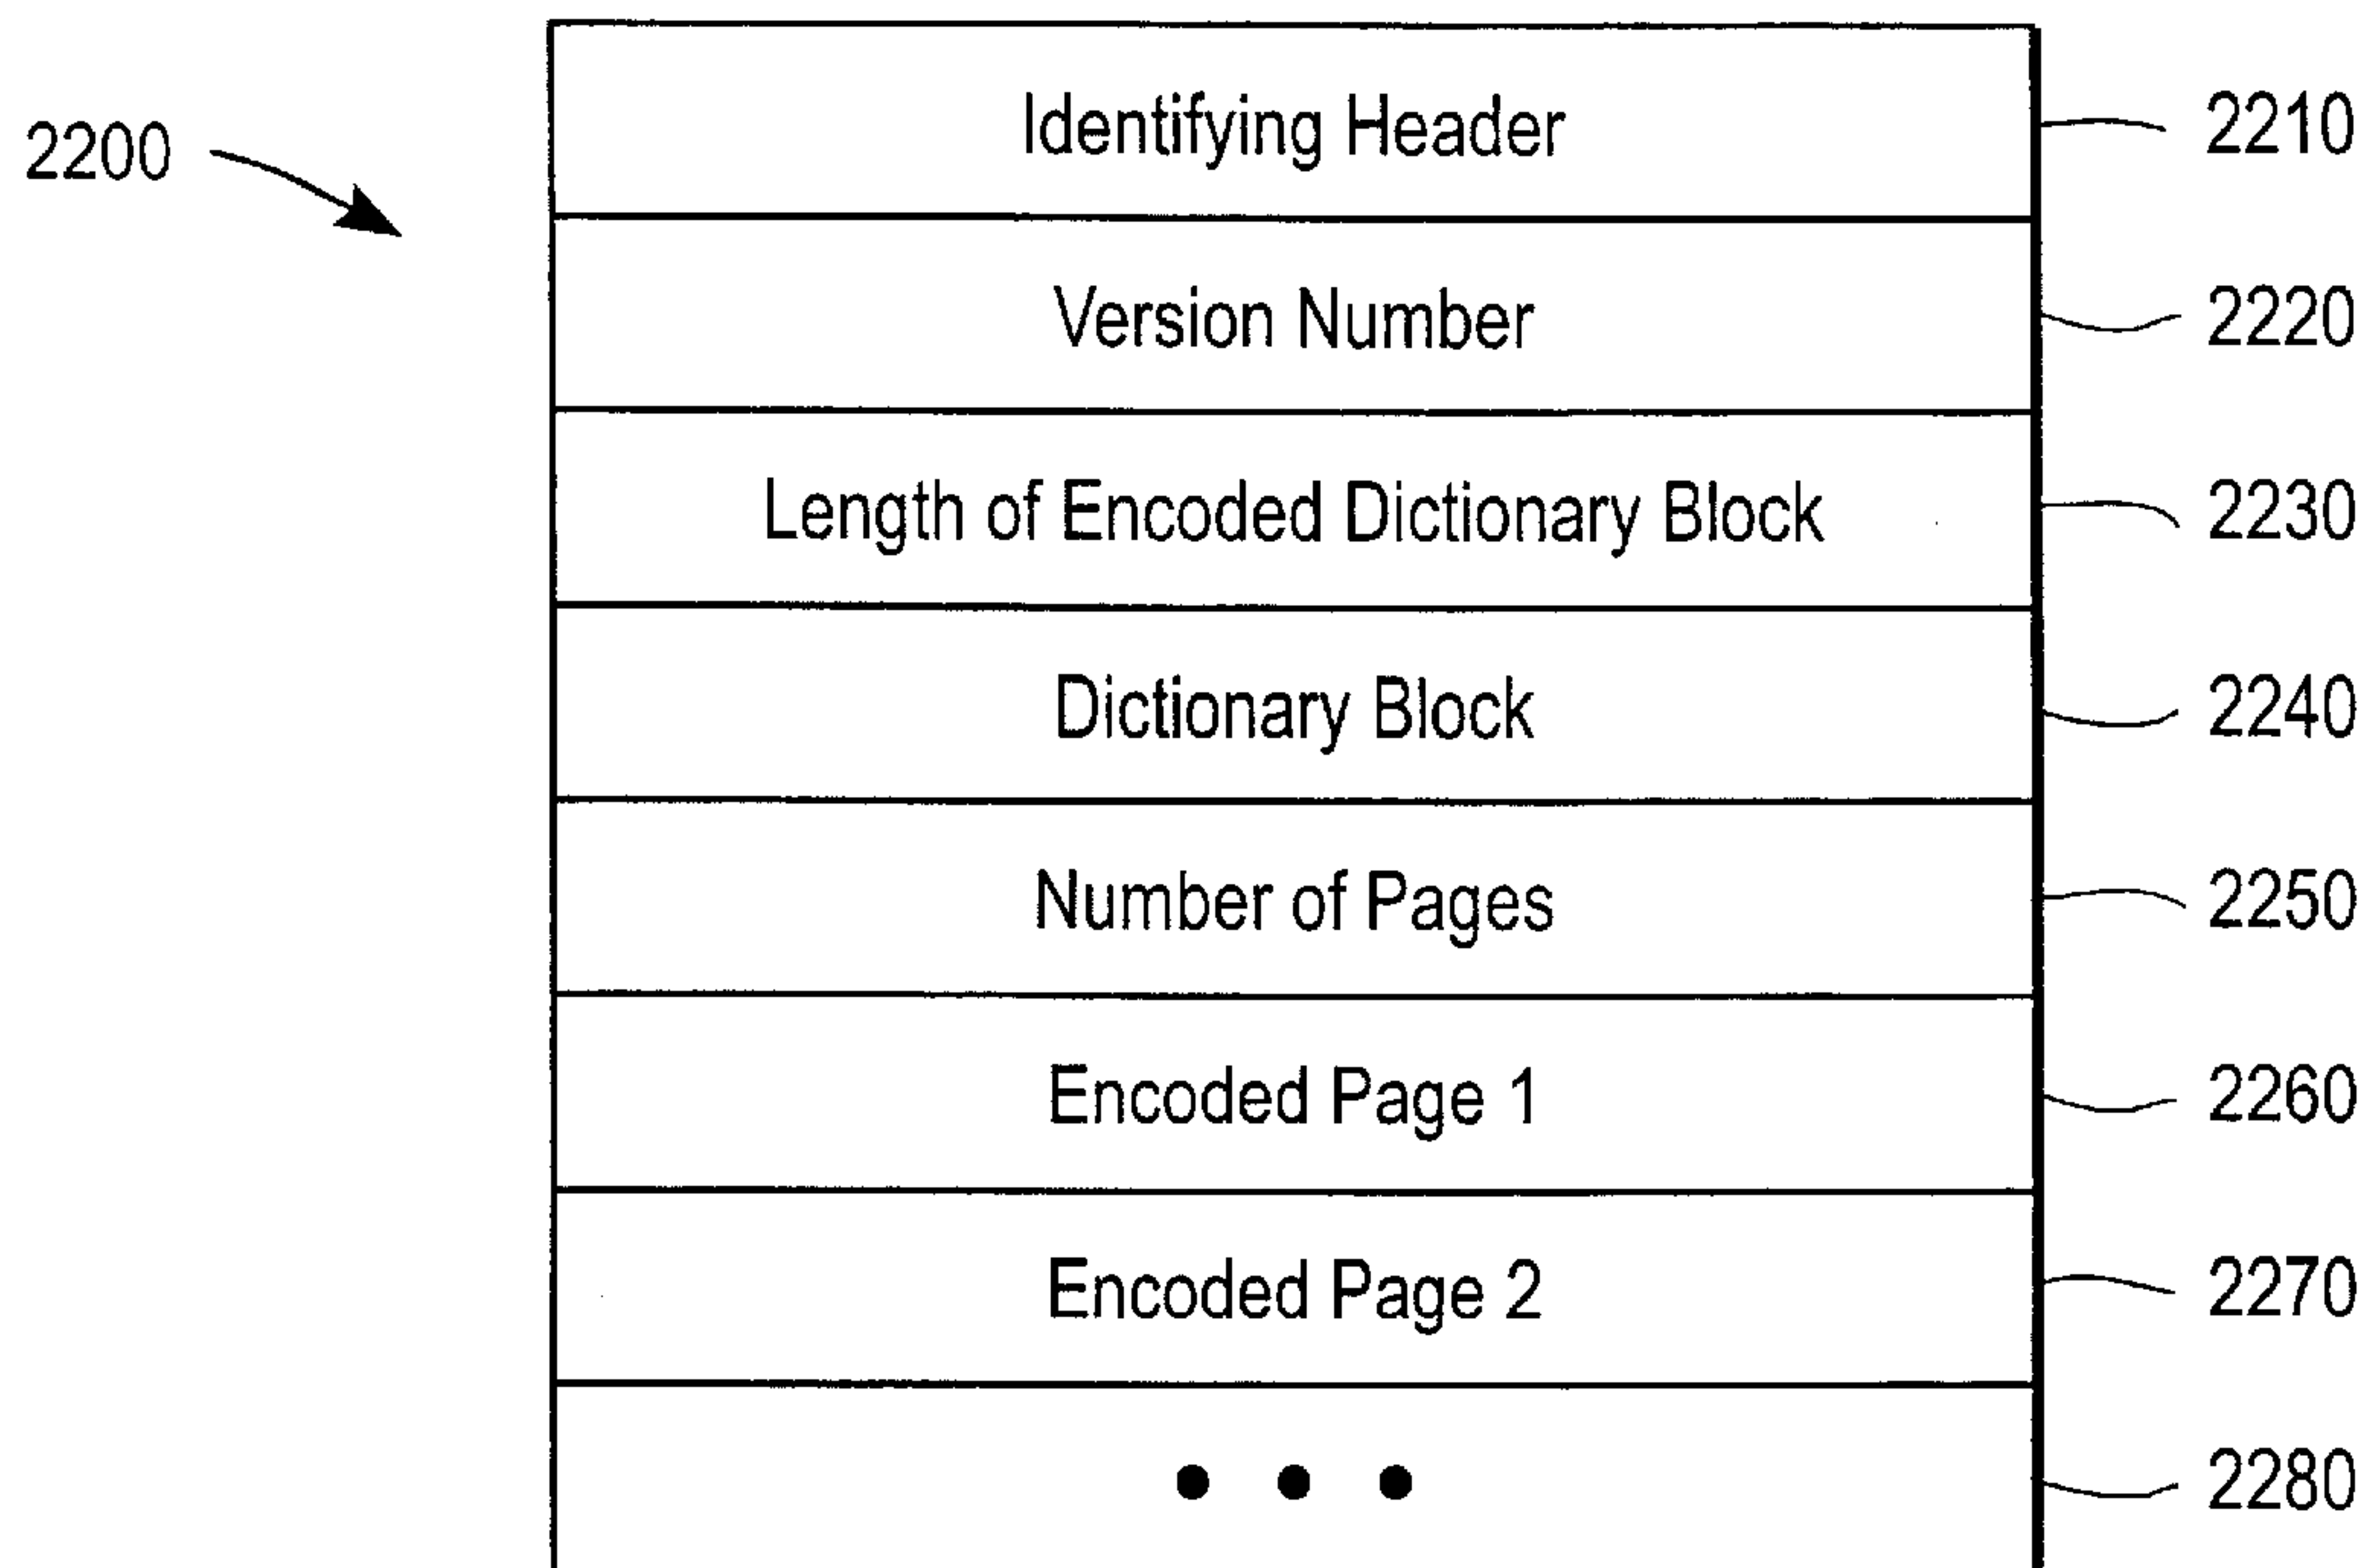 2200
Identifying Header 2210
Version Number 2220
Length of Encoded Dictionary Block 2230
Dictionary Block 2240
Number of Pages 2250
Encoded Page 1 2260
Encoded Page 2 2270
• • • 2280